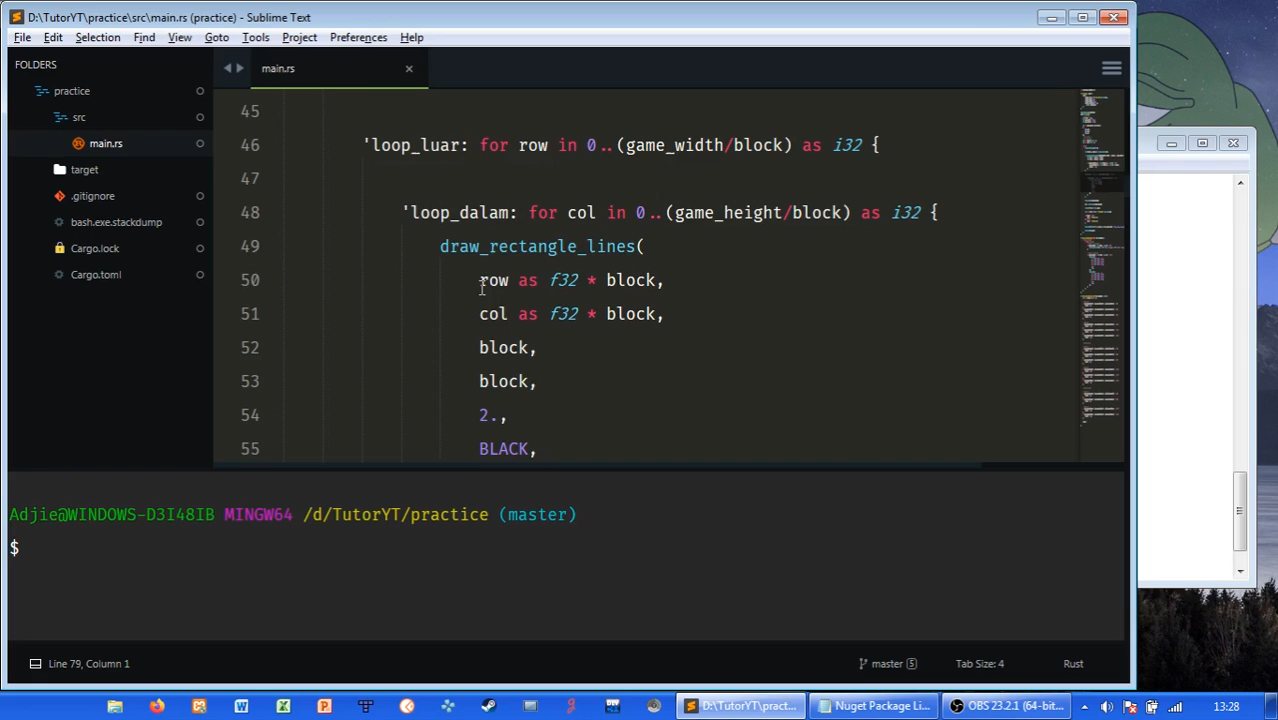 D:\TutorYT\practice\src\main.rs (practice) - Sublime Text
File Edit Selection Find View Goto Tools Project Preferences Help
FOLDERS
practice
src
main.rs
target
.gitignore
bash.exe.stackdump
Cargo.lock
Cargo.toml
main.rs
45
46 'loop_luar: for row in 0..(game_width/block) as i32 {
47
48 'loop_dalam: for col in 0..(game_height/block) as i32 {
49 draw_rectangle_lines(
50 row as f32 * block,
51 col as f32 * block,
52 block,
53 block,
54 2.,
55 BLACK,
Adjie@WINDOWS-D3I48IB MINGW64 /d/TutorYT/practice (master)
$
Line 79, Column 1 master 5 Tab Size: 4 Rust
D:\TutorYT\practic... Nuget Package Li... OBS 23.2.1 (64-bit... 13:28